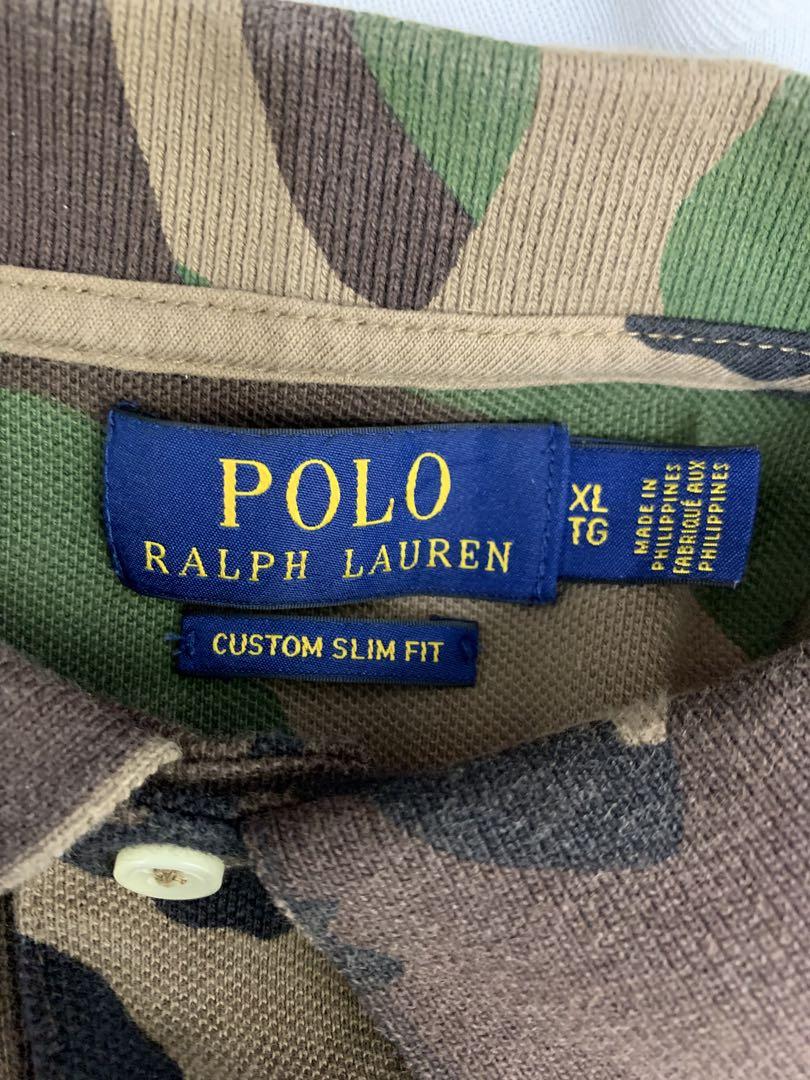 POLO
RALPH LAUREN
XL
TG
MADE IN
PHILIPPINES
FABRIQUÉ AUX
PHILIPPINES
CUSTOM SLIM FIT